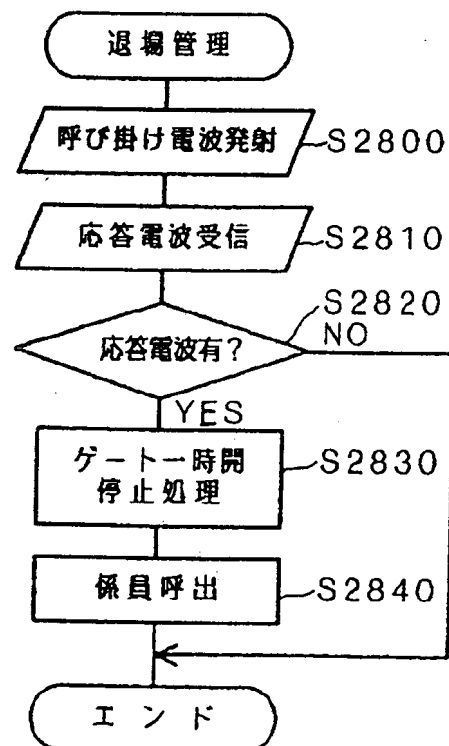 退場管理
呼び掛け電波発射
S2800
応答電波受信
S2810
S2820
応答電波有?
NO
YES
ゲート一時開
停止処理
S2830
係員呼出
S2840
エンド